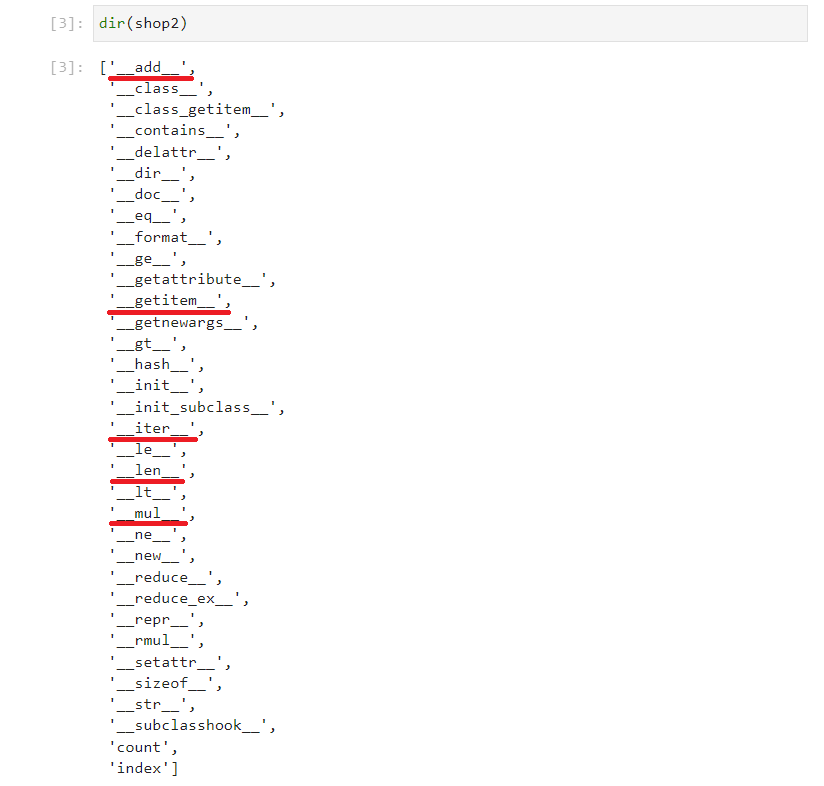 [3]: dir(shop2)
[3]: ['__add__',
'__class__',
'__class_getitem__',
'__contains__',
'__delattr__',
'__dir__',
'__doc__',
'__eq__',
'__format__',
'__ge__',
'__getattribute__',
'__getitem__',
'__getnewargs__',
'__gt__',
'__hash__',
'__init__',
'__init_subclass__',
'__iter__',
'__le__',
'__len__',
'__lt__',
'__mul__',
'__ne__',
'__new__',
'__reduce__',
'__reduce_ex__',
'__repr__',
'__rmul__',
'__setattr__',
'__sizeof__',
'__str__',
'__subclasshook__',
'count',
'index']